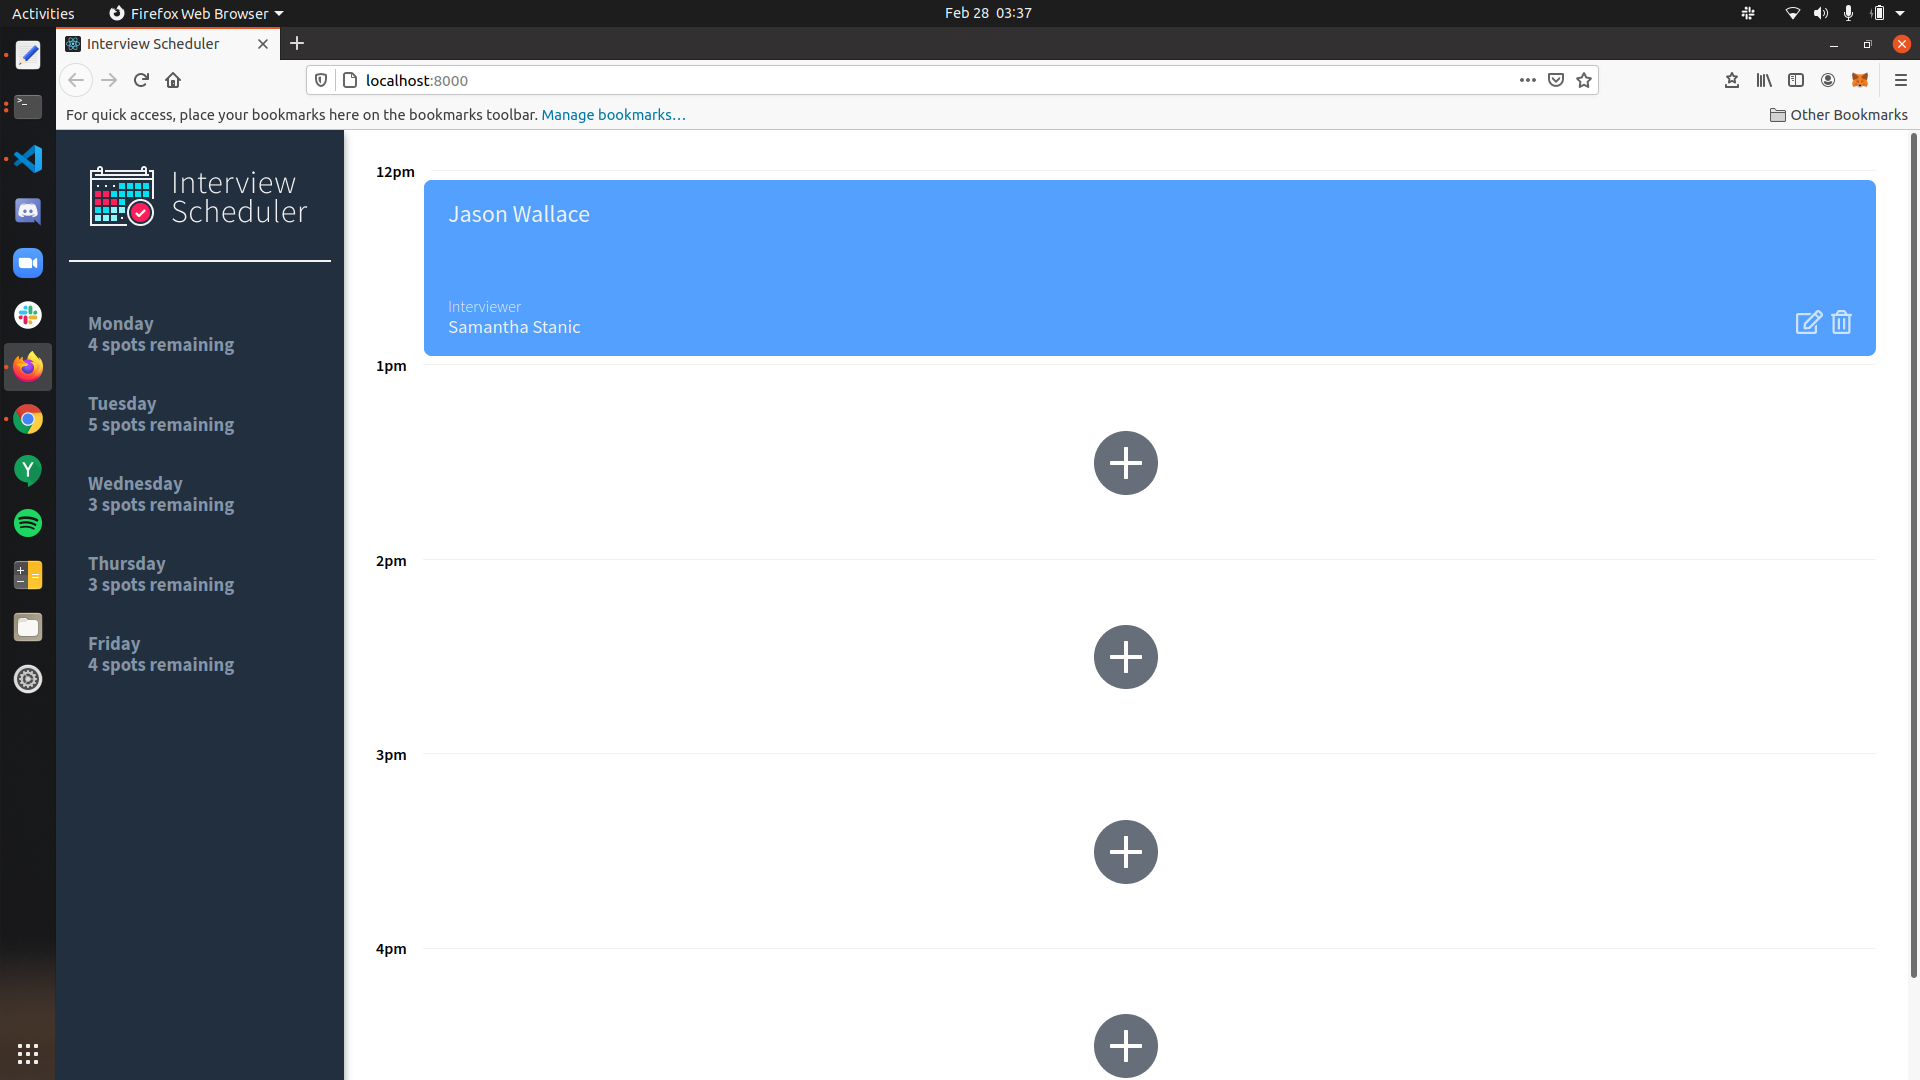 Activities
Firefox Web Browser
Feb 28 03:37
Interview Scheduler
localhost:8000
For quick access, place your bookmarks here on the bookmarks toolbar. Manage bookmarks…
Other Bookmarks
Interview
Scheduler
Monday
4 spots remaining
Tuesday
5 spots remaining
Wednesday
3 spots remaining
Thursday
3 spots remaining
Friday
4 spots remaining
12pm
Jason Wallace
Interviewer
Samantha Stanic
1pm
2pm
3pm
4pm